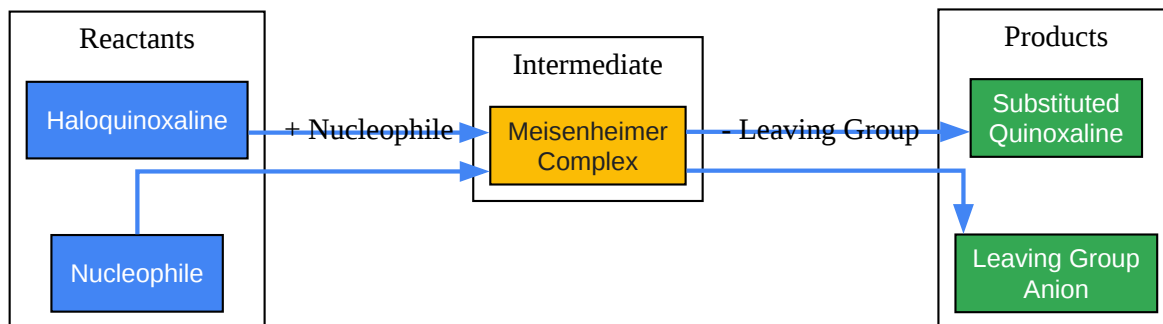 Reactants
Haloquinoxaline
Nucleophile
+ Nucleophile
Intermediate
Meisenheimer
Complex
- Leaving Group
Products
Substituted
Quinoxaline
Leaving Group
Anion